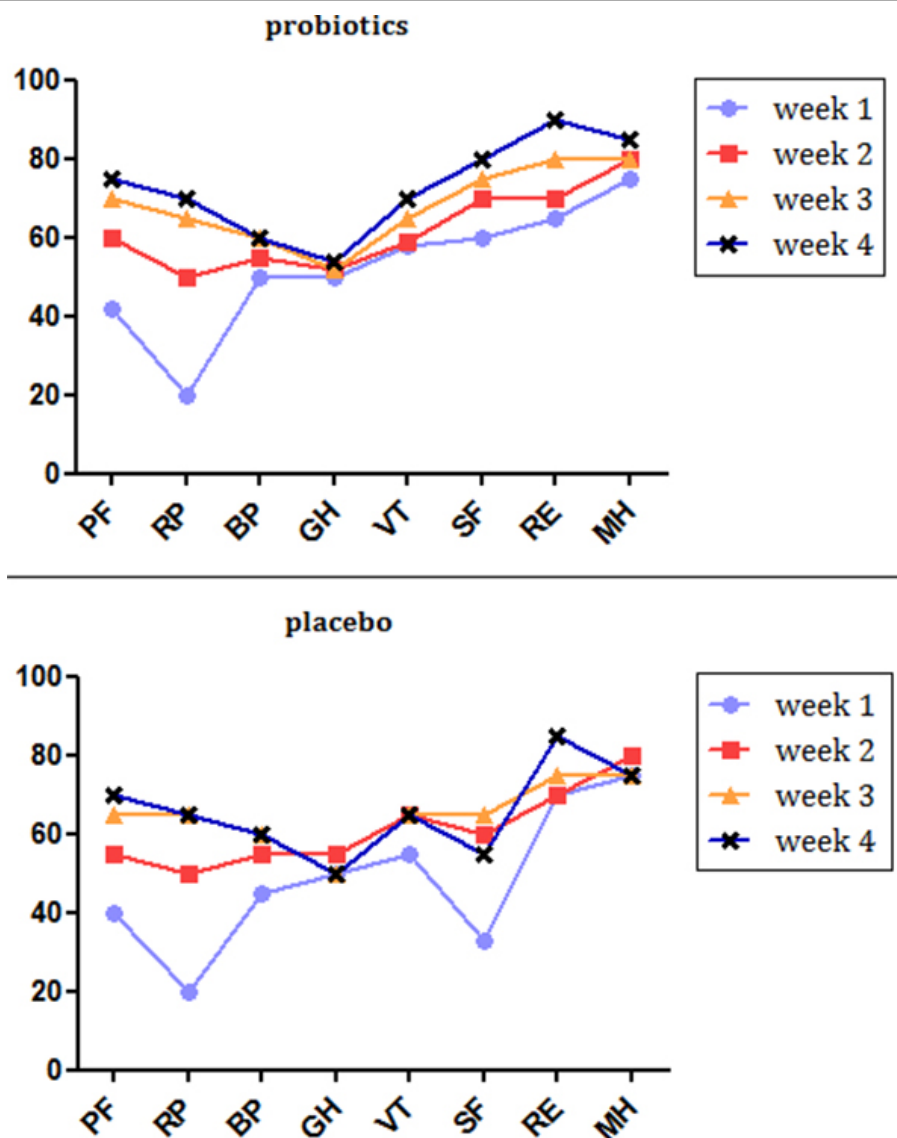 probiotics
100
80
60
40
20
0
PF RP BP GH VT SF RE MH
week 1
week 2
week 3
week 4
placebo
100
80
60
40
20
0
PF RP BP GH VT SF RE MH
week 1
week 2
week 3
week 4